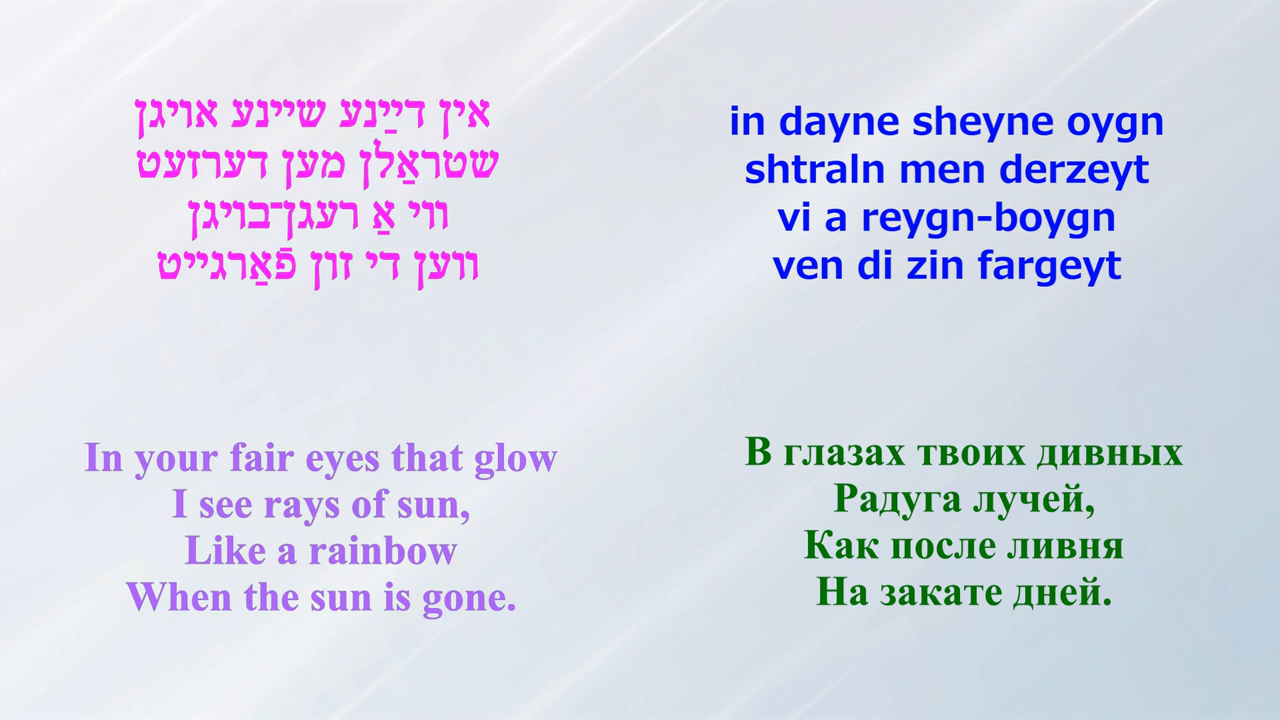 אין דײַנע שיינע אויגן
שטראַלן מען דערזעט
ווי אַ רעגן־בויגן
ווען די זון פֿאַרגייט
in dayne sheyne oygn
shtraln men derzeyt
vi a reygn-boygn
ven di zin fargeyt
In your fair eyes that glow
I see rays of sun,
Like a rainbow
When the sun is gone.
В глазах твоих дивных
Радуга лучей,
Как после ливня
На закате дней.